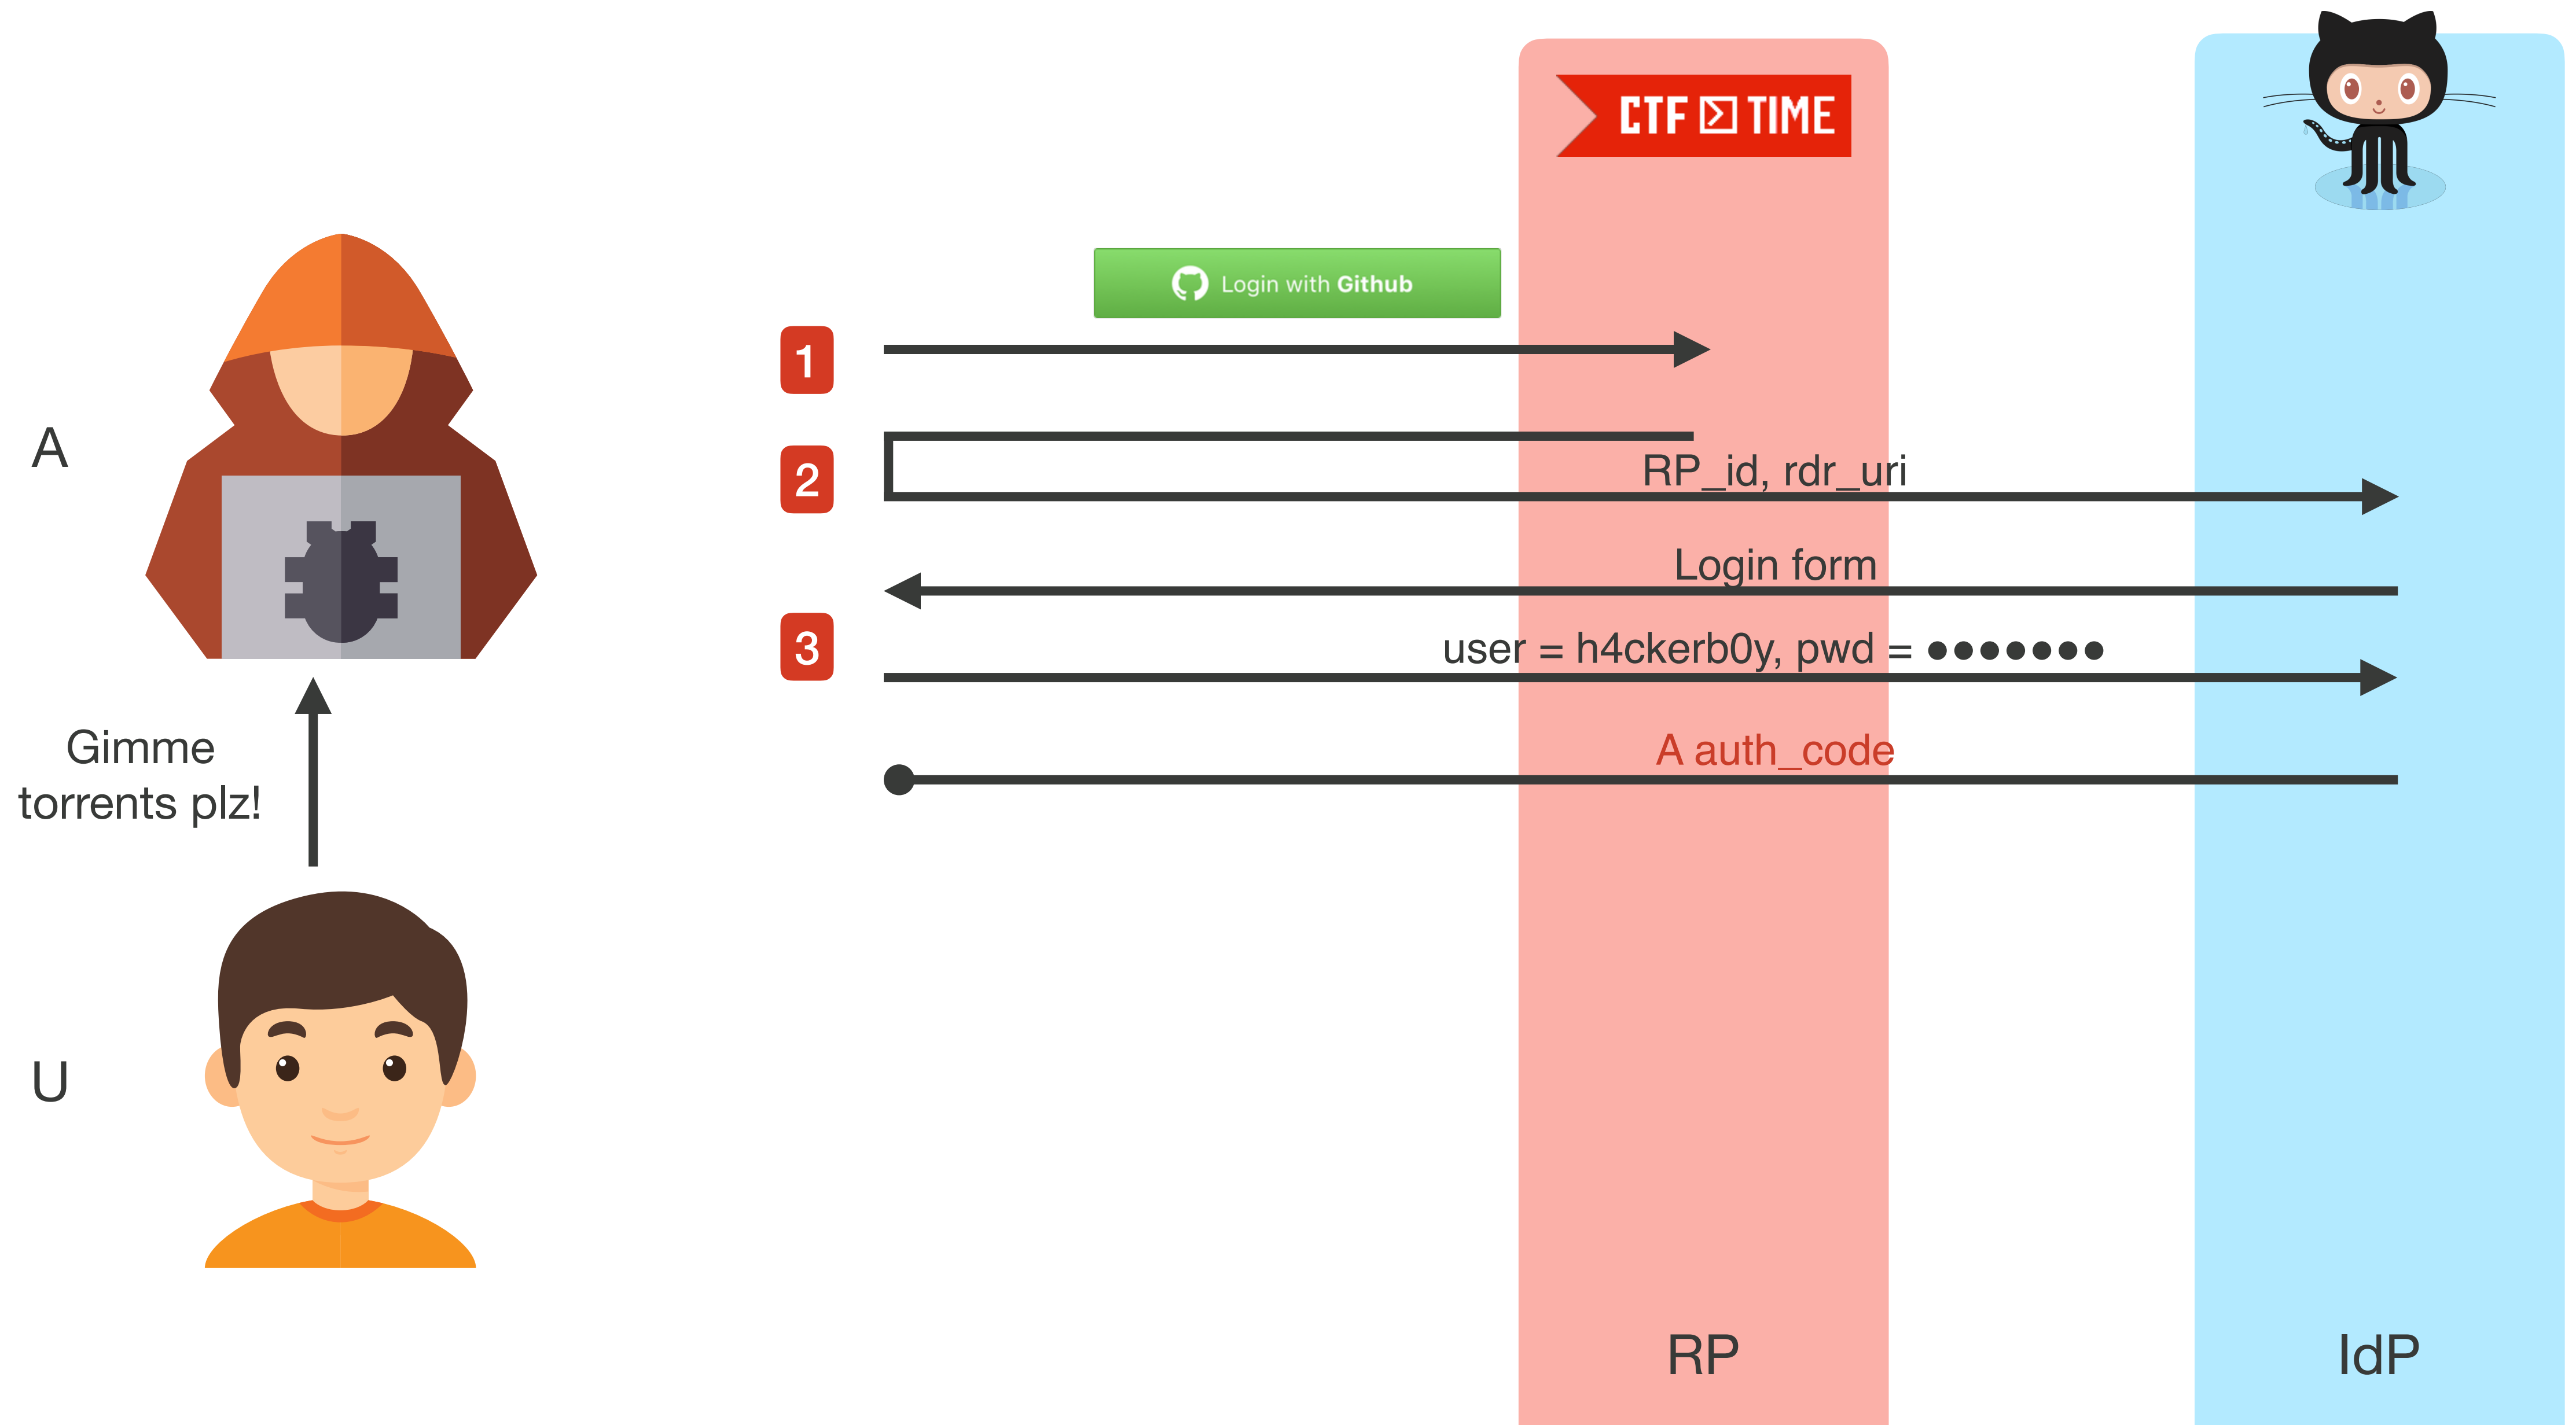 CTF TIME
Login with Github
1
2
RP_id, rdr_uri
Login form
3
user = h4ckerb0y, pwd = ●●●●●●●
A auth_code
A
Gimme
torrents plz!
U
RP
IdP